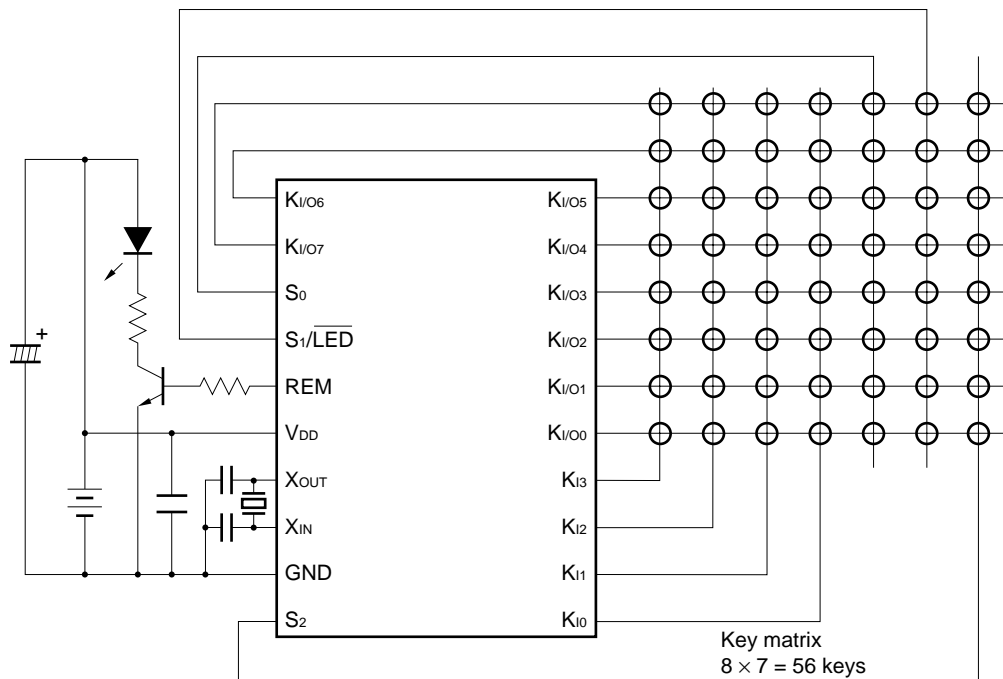 KI/O6
KI/O7
S0
S1/LED
REM
VDD
XOUT
XIN
GND
S2
KI/O5
KI/O4
KI/O3
KI/O2
KI/O1
KI/O0
KI3
KI2
KI1
KI0
+
Key matrix
8 × 7 = 56 keys